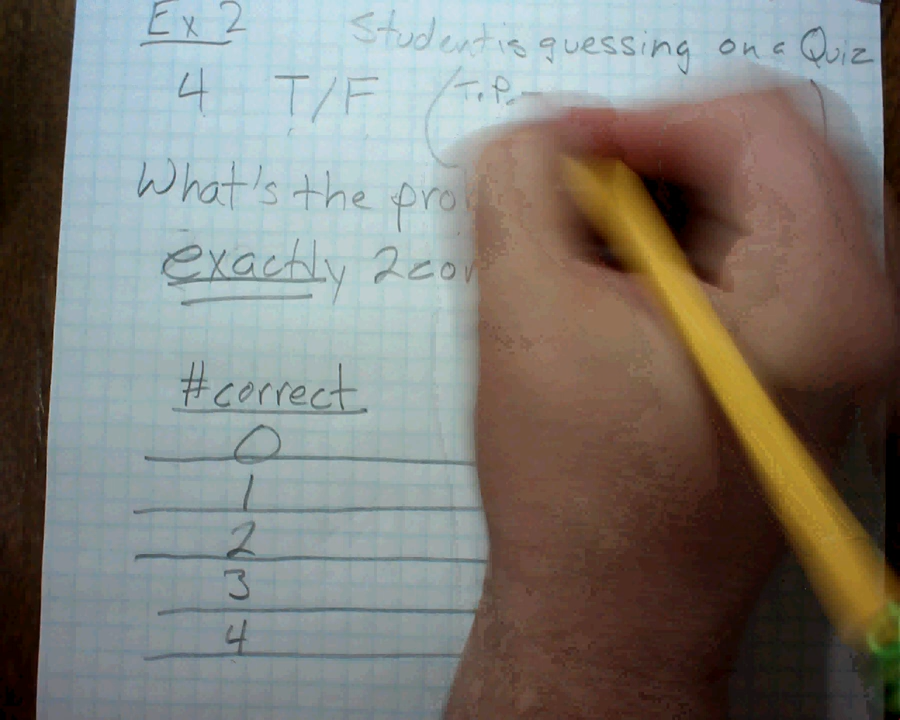 Ex 2 Student is guessing on a Quiz
4 T/F (T.P.
What's the pro
exactly 2 cor
#correct
0
1
2
3
4